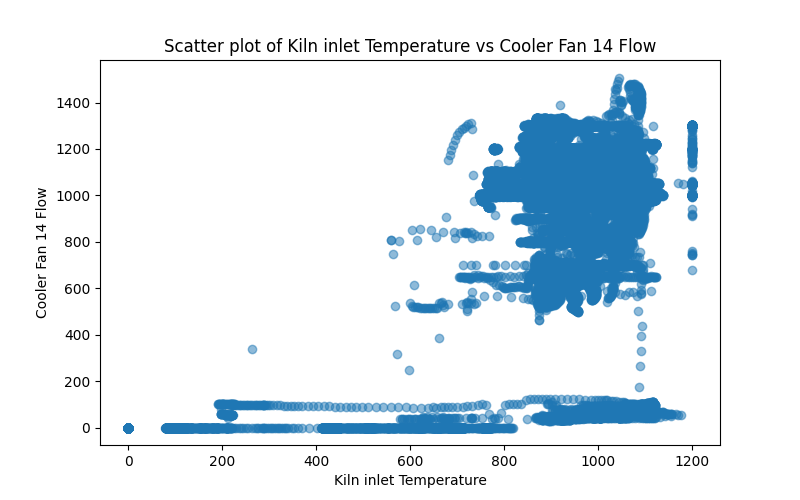 Scatter plot of Kiln inlet Temperature vs Cooler Fan 14 Flow
Cooler Fan 14 Flow
1400
1200
1000
800
600
400
200
0
0 200 400 600 800 1000 1200
Kiln inlet Temperature